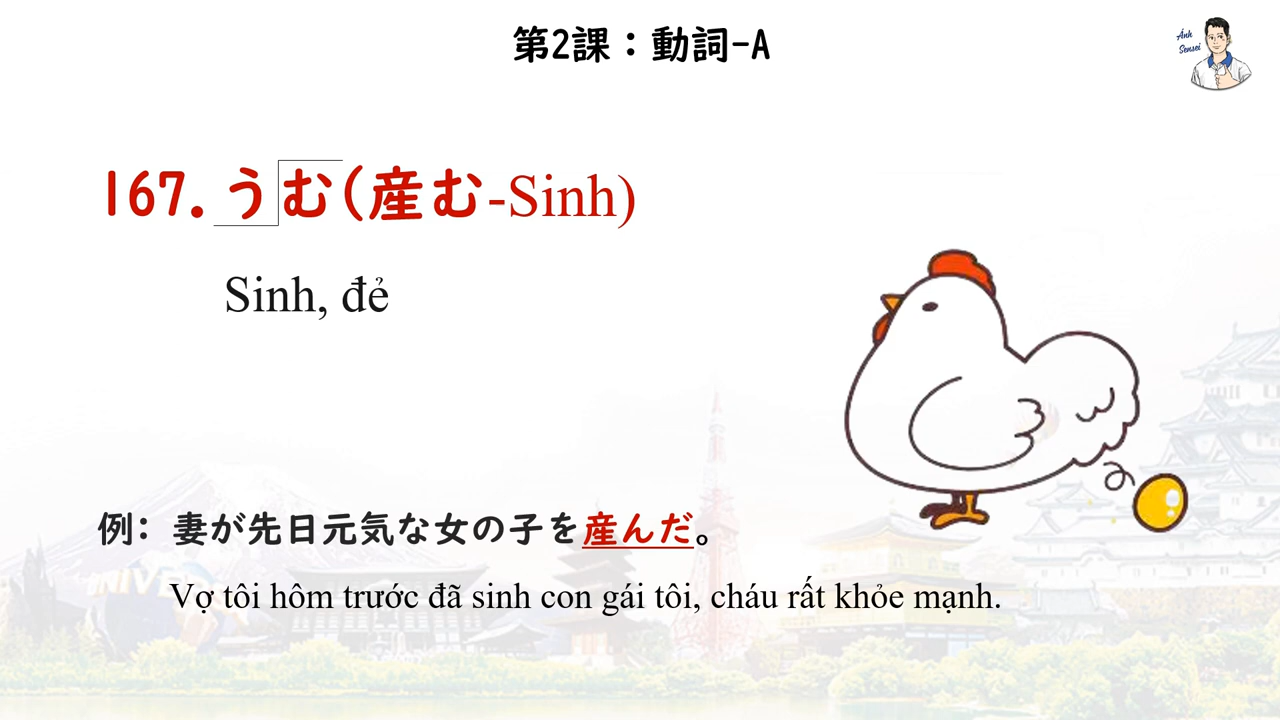 第2課：動詞-A
Ánh
Sensei
167.うむ(産む-Sinh)
Sinh, đẻ
例：妻が先日元気な女の子を産んだ。
Vợ tôi hôm trước đã sinh con gái tôi, cháu rất khỏe mạnh.